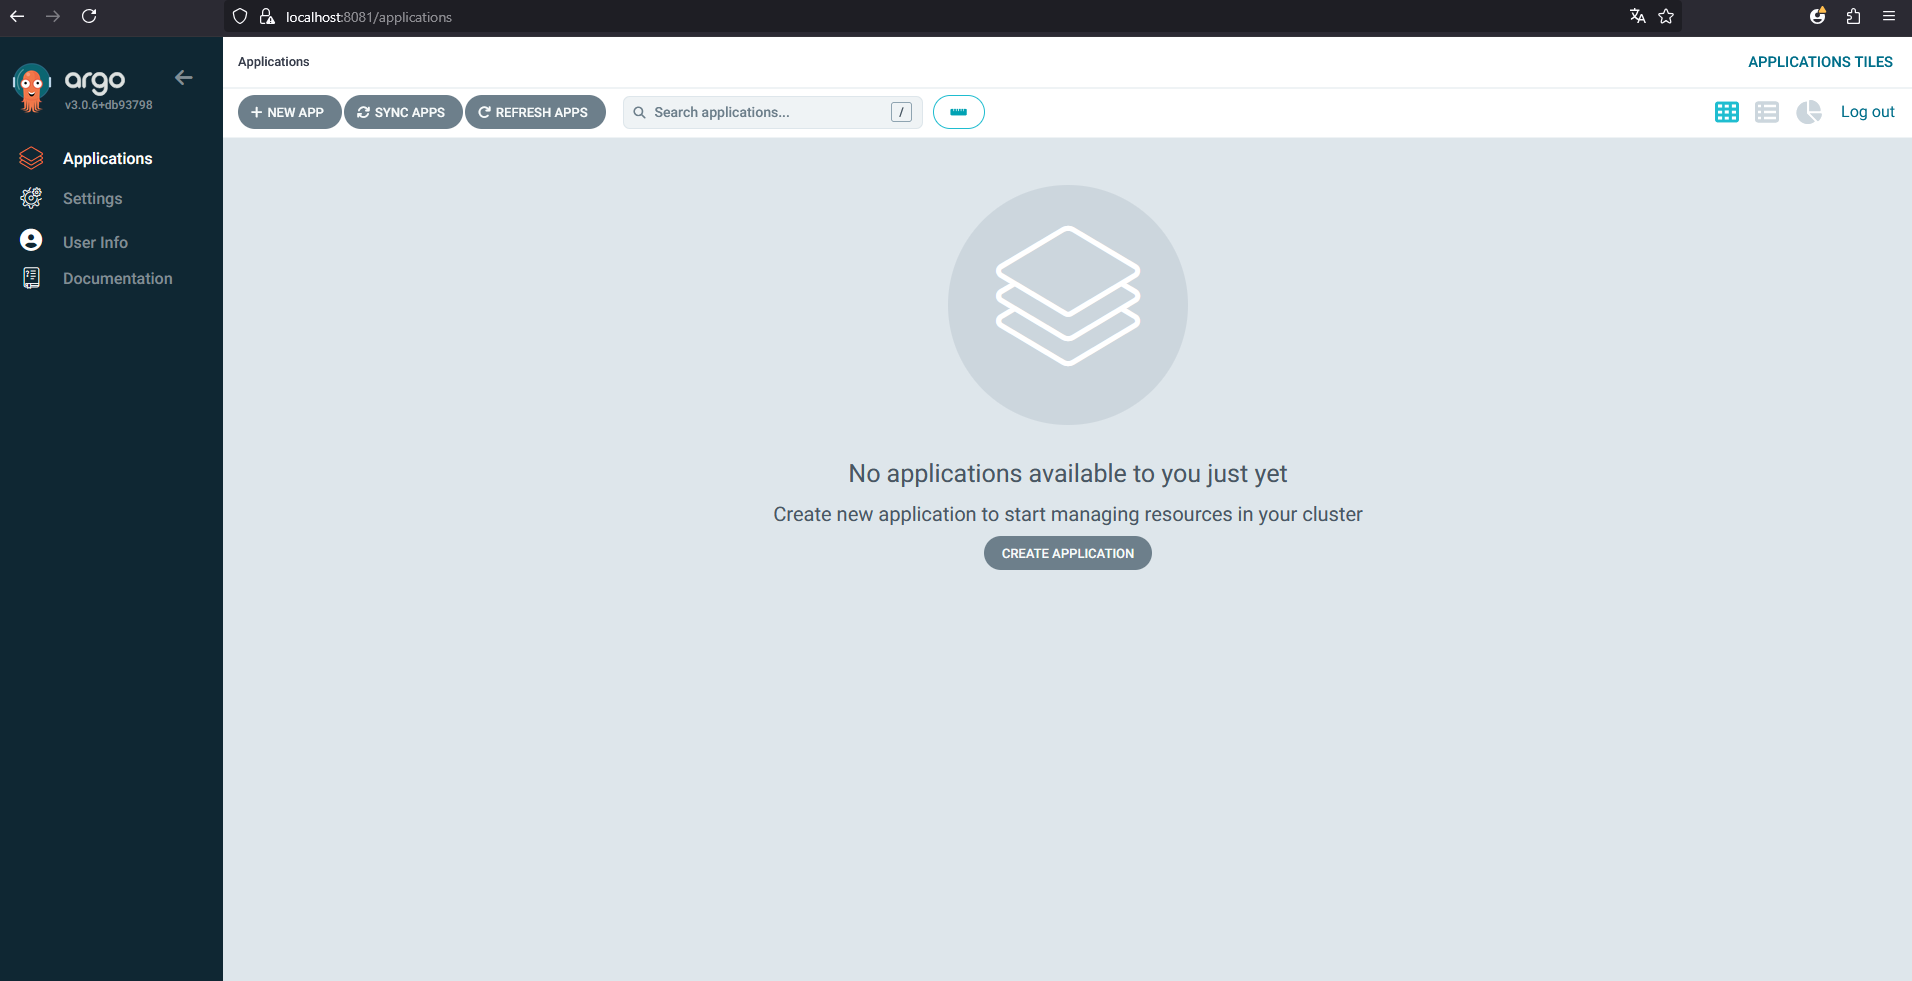 localhost:8081/applications
argo
v3.0.6+db93798
Applications
Settings
User Info
Documentation
Applications
APPLICATIONS TILES
+ NEW APP
SYNC APPS
REFRESH APPS
Search applications...
/
Log out
No applications available to you just yet
Create new application to start managing resources in your cluster
CREATE APPLICATION